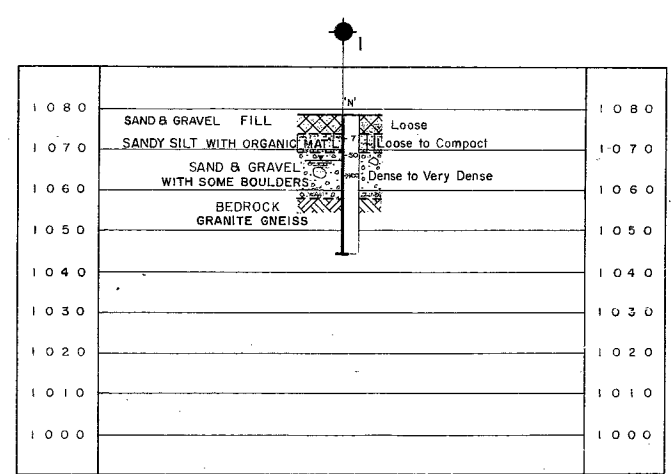 1
'N'
1080 1080
SAND & GRAVEL FILL Loose
7
SANDY SILT WITH ORGANIC MAT'L Loose to Compact
1070 1070
50
SAND & GRAVEL
WITH SOME BOULDERS Dense to Very Dense
1060 1060
BEDROCK
GRANITE GNEISS
1050 1050
1040 1040
1030 1030
1020 1020
1010 1010
1000 1000